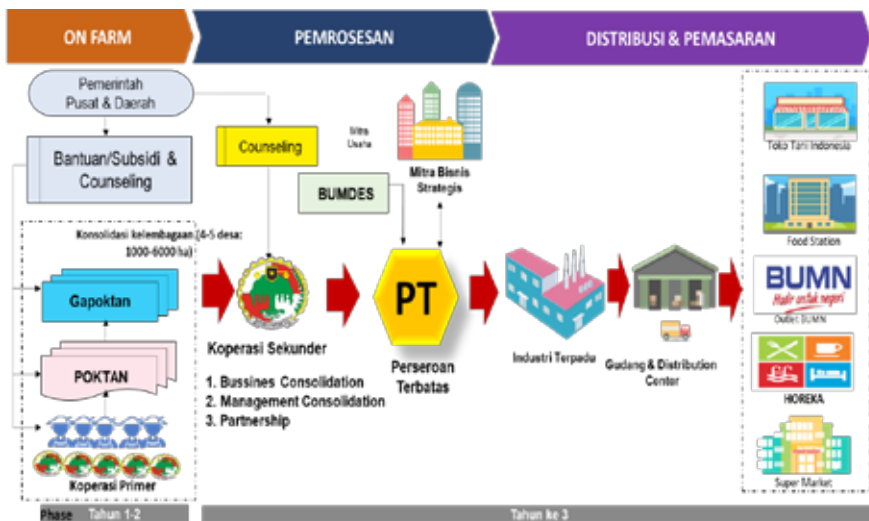 ON FARM
PEMROSESAN
DISTRIBUSI & PEMASARAN
Pemerintah
Pusat & Daerah
Bantuan/Subsidi &
Counseling
Konsolidasi kelembagaan (4-5 desa:
1000-6000 ha)
Gapoktan
POKTAN
Koperasi Primer
Counseling
BUMDES
Mitra
Usaha
Mitra Bisnis
Strategis
Koperasi Sekunder
1. Bussines Consolidation
2. Management Consolidation
3. Partnership
PT
Perseroan
Terbatas
Industri Terpadu
Gudang & Distribution
Center
Toko Tani Indonesia
Food Station
BUMN
Hadir untuk negeri
Outlet BUMN
HOREKA
Super Market
Phase
Tahun 1-2
Tahun ke 3